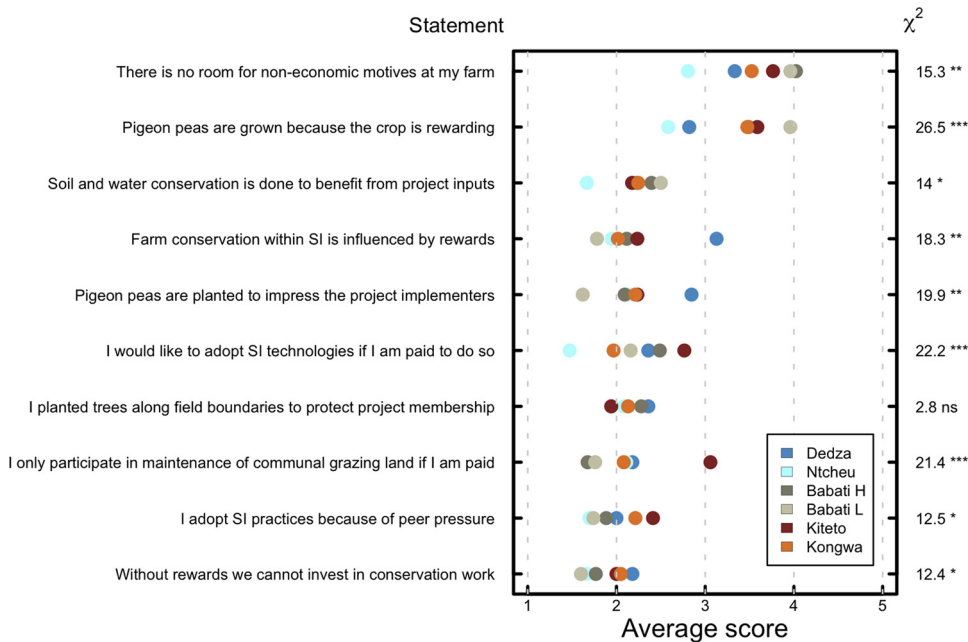 Statement χ²
There is no room for non-economic motives at my farm 15.3 **
Pigeon peas are grown because the crop is rewarding 26.5 ***
Soil and water conservation is done to benefit from project inputs 14 *
Farm conservation within SI is influenced by rewards 18.3 **
Pigeon peas are planted to impress the project implementers 19.9 **
I would like to adopt SI technologies if I am paid to do so 22.2 ***
I planted trees along field boundaries to protect project membership 2.8 ns
I only participate in maintenance of communal grazing land if I am paid 21.4 ***
I adopt SI practices because of peer pressure 12.5 *
Without rewards we cannot invest in conservation work 12.4 *
Dedza
Ntcheu
Babati H
Babati L
Kiteto
Kongwa
1 2 3 4 5
Average score